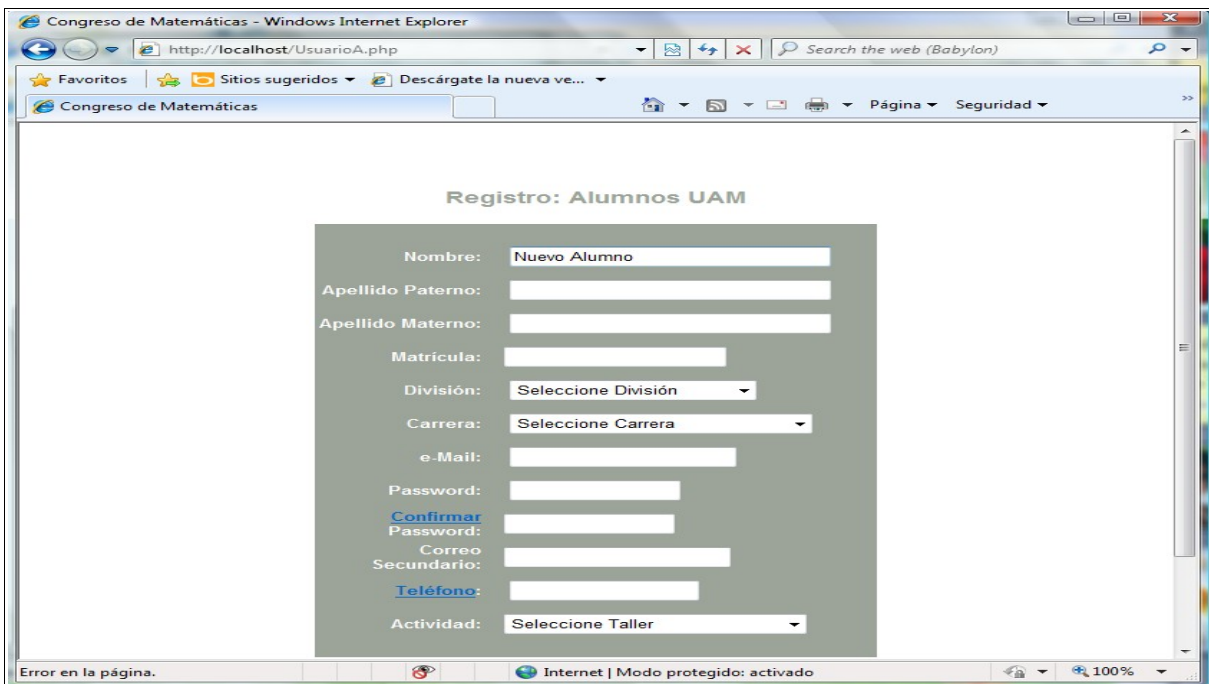 Congreso de Matemáticas - Windows Internet Explorer
http://localhost/UsuarioA.php
Search the web (Babylon)
Favoritos
Sitios sugeridos
Descárgate la nueva ve...
Congreso de Matemáticas
Página
Seguridad
»
Registro: Alumnos UAM
Nombre: Nuevo Alumno
Apellido Paterno:
Apellido Materno:
Matrícula:
División: Seleccione División
Carrera: Seleccione Carrera
e-Mail:
Password:
Confirmar
Password:
Correo
Secundario:
Teléfono:
Actividad: Seleccione Taller
Error en la página.
Internet | Modo protegido: activado
100%